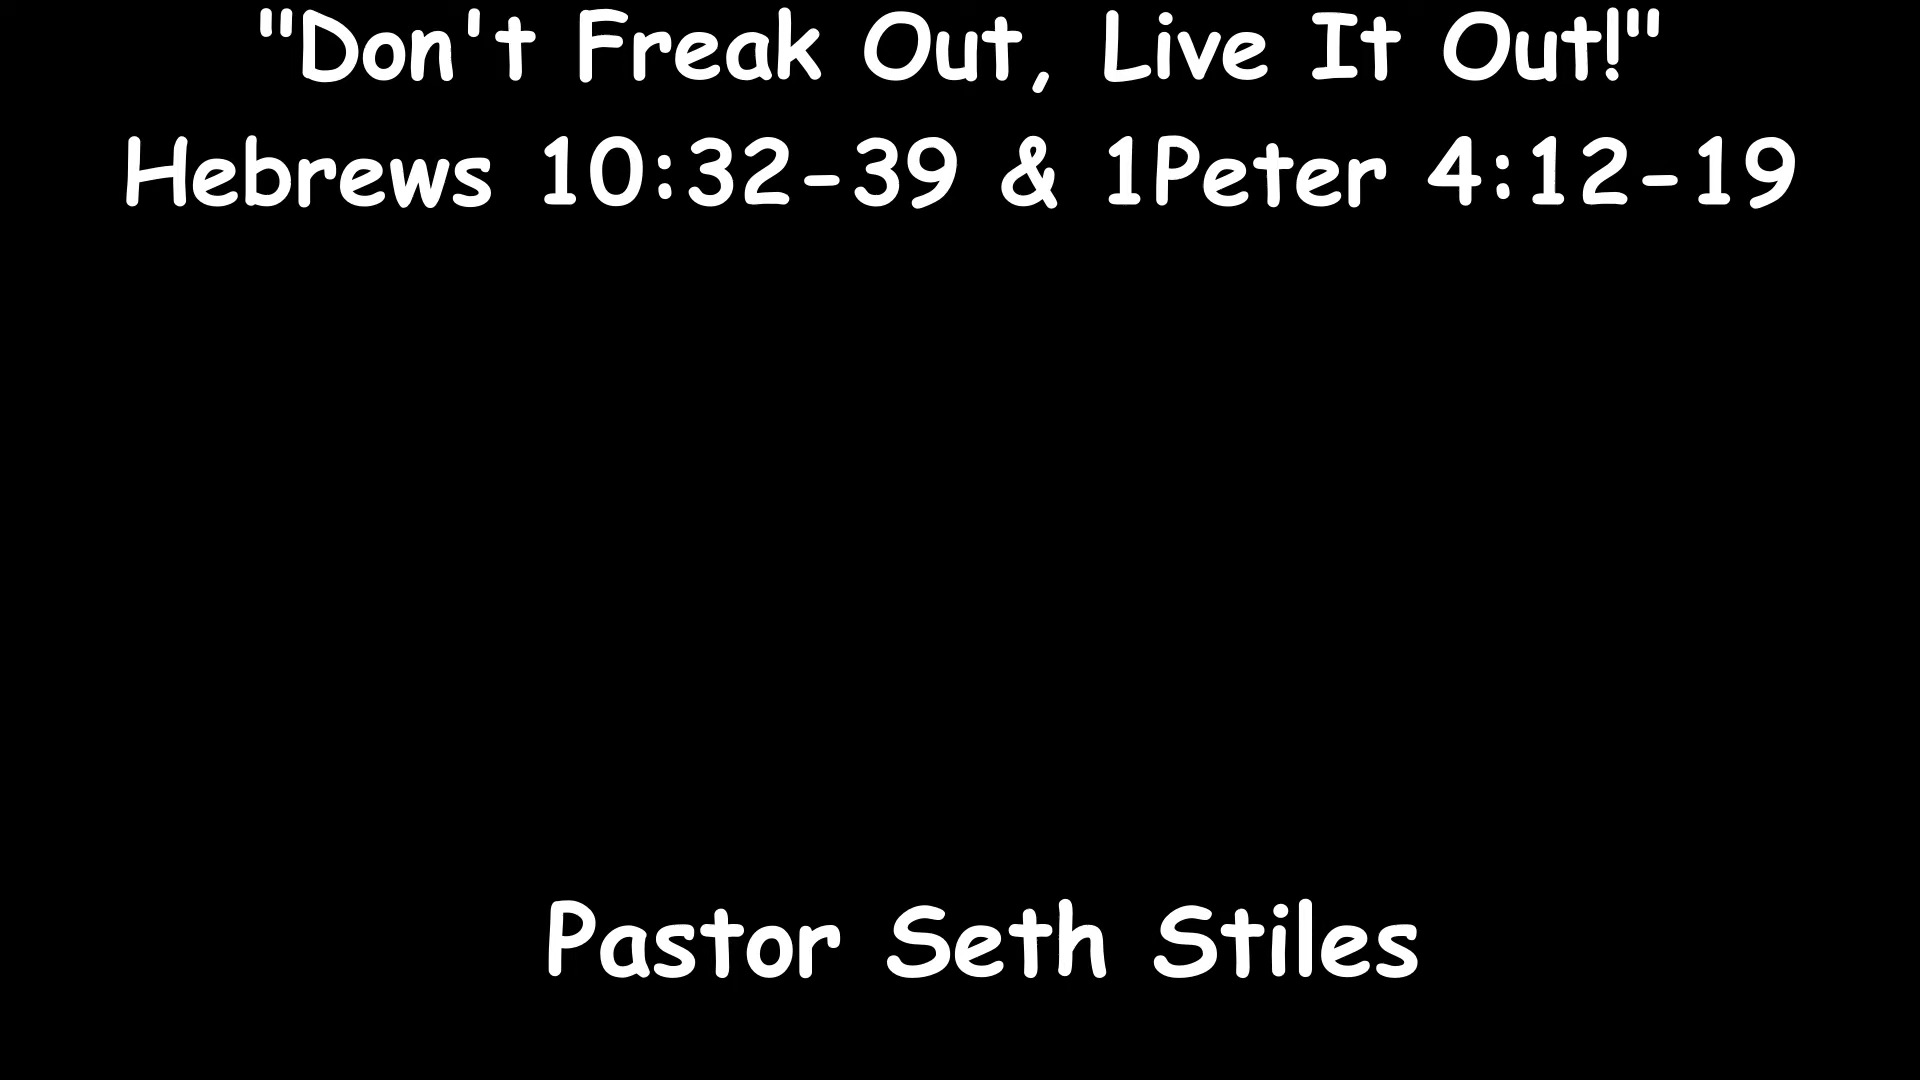 "Don't Freak Out, Live It Out!"
Hebrews 10:32-39 & 1Peter 4:12-19
Pastor Seth Stiles